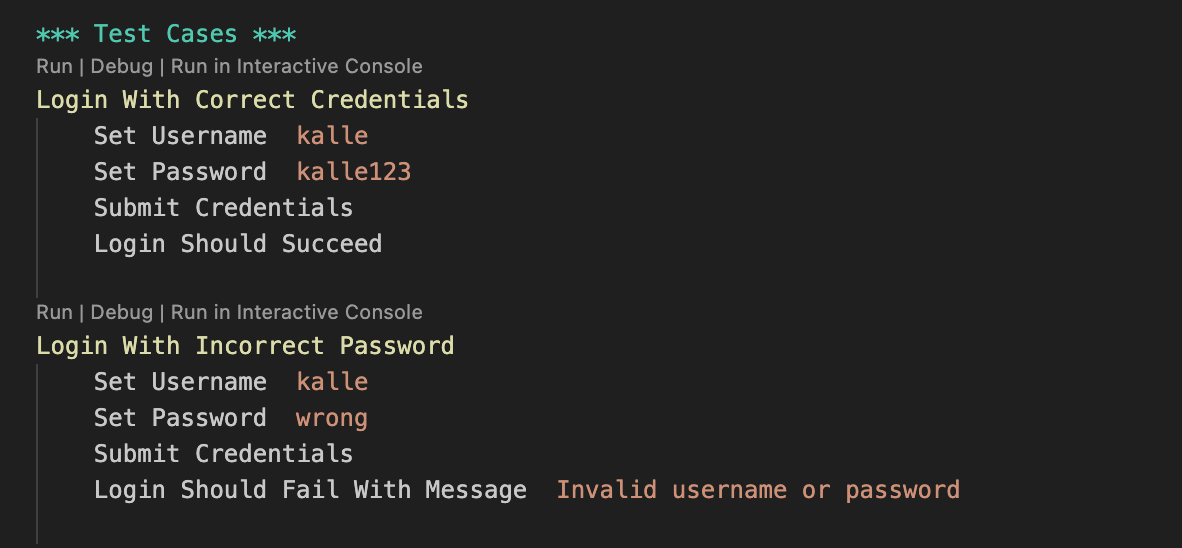 *** Test Cases ***
Run | Debug | Run in Interactive Console
Login With Correct Credentials
Set Username  kalle
Set Password  kalle123
Submit Credentials
Login Should Succeed
Run | Debug | Run in Interactive Console
Login With Incorrect Password
Set Username  kalle
Set Password  wrong
Submit Credentials
Login Should Fail With Message  Invalid username or password